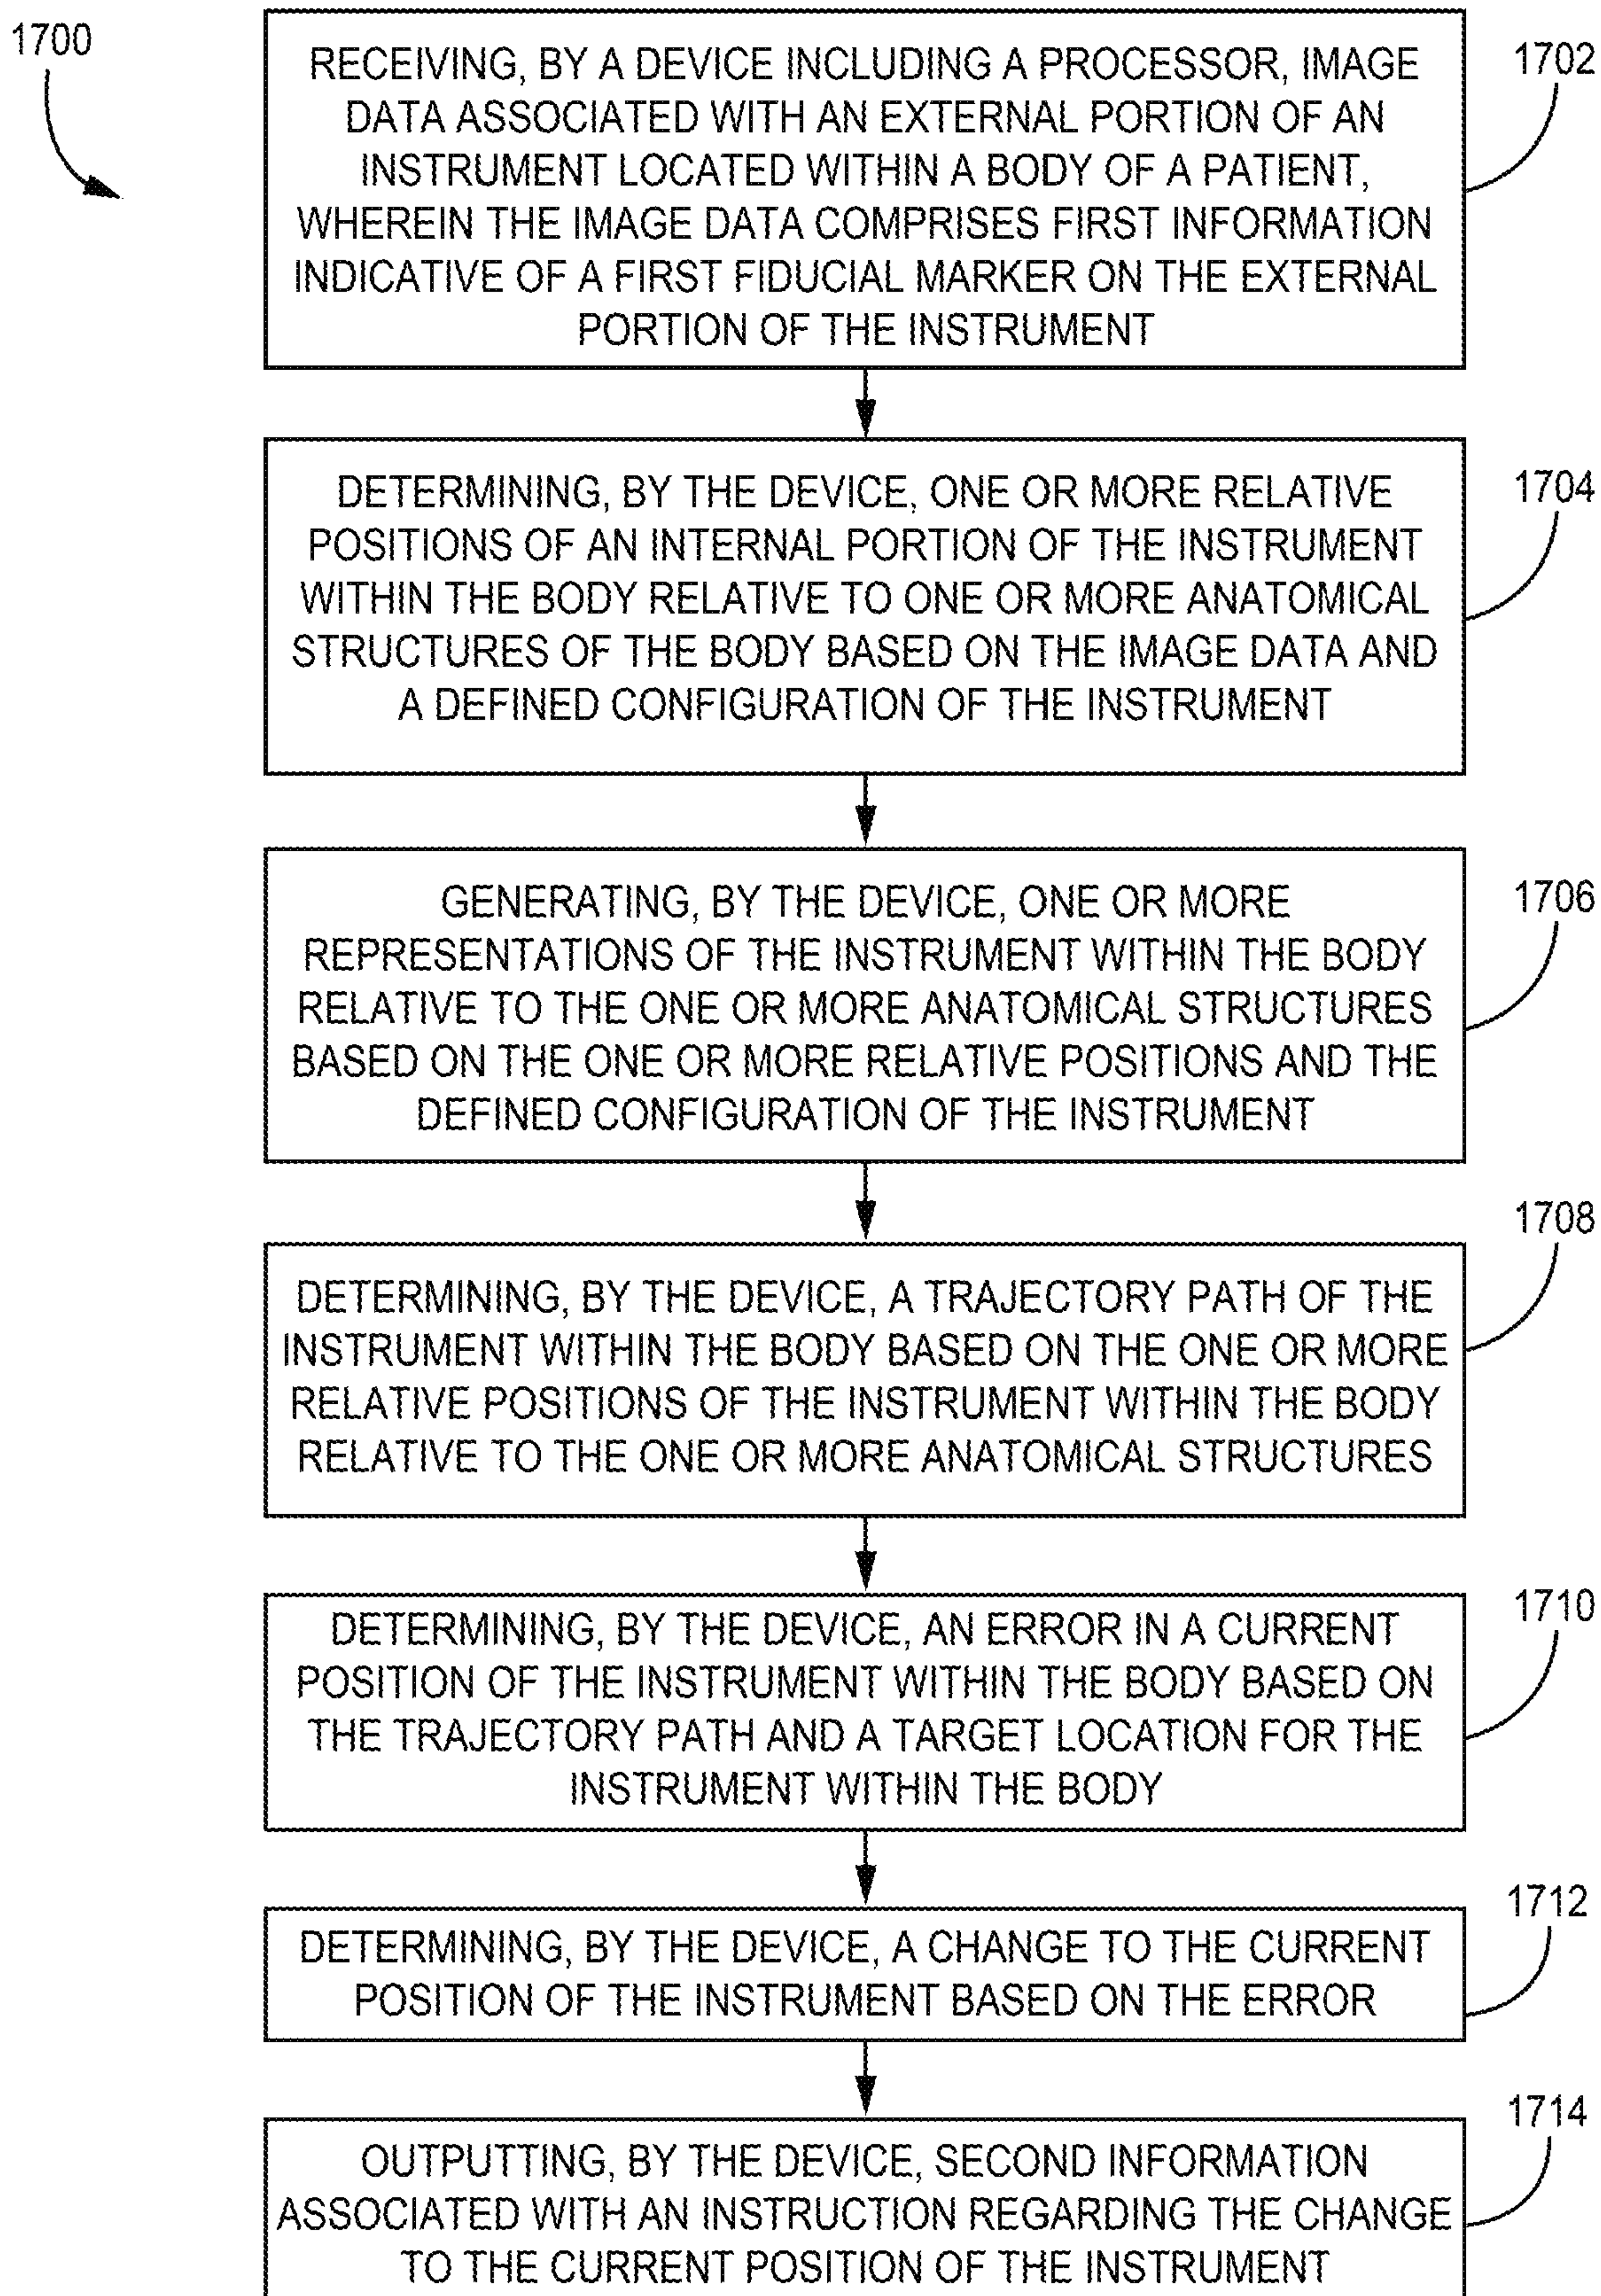 1700
RECEIVING, BY A DEVICE INCLUDING A PROCESSOR, IMAGE
DATA ASSOCIATED WITH AN EXTERNAL PORTION OF AN
INSTRUMENT LOCATED WITHIN A BODY OF A PATIENT,
WHEREIN THE IMAGE DATA COMPRISES FIRST INFORMATION
INDICATIVE OF A FIRST FIDUCIAL MARKER ON THE EXTERNAL
PORTION OF THE INSTRUMENT
1702
DETERMINING, BY THE DEVICE, ONE OR MORE RELATIVE
POSITIONS OF AN INTERNAL PORTION OF THE INSTRUMENT
WITHIN THE BODY RELATIVE TO ONE OR MORE ANATOMICAL
STRUCTURES OF THE BODY BASED ON THE IMAGE DATA AND
A DEFINED CONFIGURATION OF THE INSTRUMENT
1704
GENERATING, BY THE DEVICE, ONE OR MORE
REPRESENTATIONS OF THE INSTRUMENT WITHIN THE BODY
RELATIVE TO THE ONE OR MORE ANATOMICAL STRUCTURES
BASED ON THE ONE OR MORE RELATIVE POSITIONS AND THE
DEFINED CONFIGURATION OF THE INSTRUMENT
1706
DETERMINING, BY THE DEVICE, A TRAJECTORY PATH OF THE
INSTRUMENT WITHIN THE BODY BASED ON THE ONE OR MORE
RELATIVE POSITIONS OF THE INSTRUMENT WITHIN THE BODY
RELATIVE TO THE ONE OR MORE ANATOMICAL STRUCTURES
1708
DETERMINING, BY THE DEVICE, AN ERROR IN A CURRENT
POSITION OF THE INSTRUMENT WITHIN THE BODY BASED ON
THE TRAJECTORY PATH AND A TARGET LOCATION FOR THE
INSTRUMENT WITHIN THE BODY
1710
DETERMINING, BY THE DEVICE, A CHANGE TO THE CURRENT
POSITION OF THE INSTRUMENT BASED ON THE ERROR
1712
OUTPUTTING, BY THE DEVICE, SECOND INFORMATION
ASSOCIATED WITH AN INSTRUCTION REGARDING THE CHANGE
TO THE CURRENT POSITION OF THE INSTRUMENT
1714